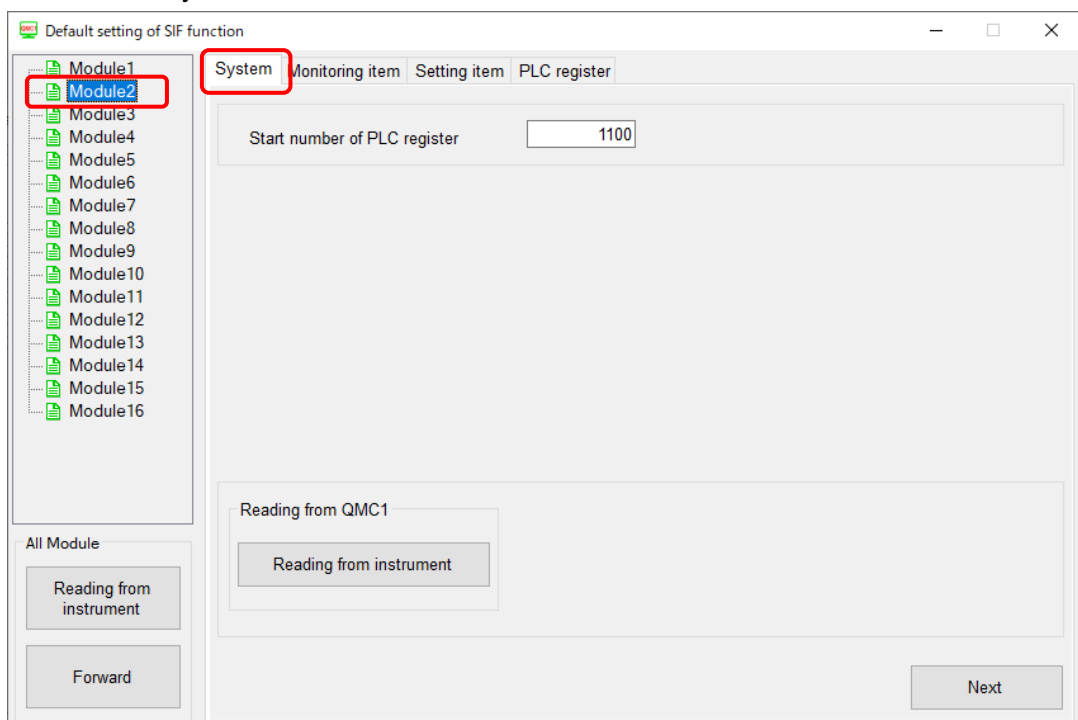 QMC1
Default setting of SIF function
Module1
Module2
Module3
Module4
Module5
Module6
Module7
Module8
Module9
Module10
Module11
Module12
Module13
Module14
Module15
Module16
All Module
Reading from
instrument
Forward
System Monitoring item Setting item PLC register
Start number of PLC register 1100
Reading from QMC1
Reading from instrument
Next